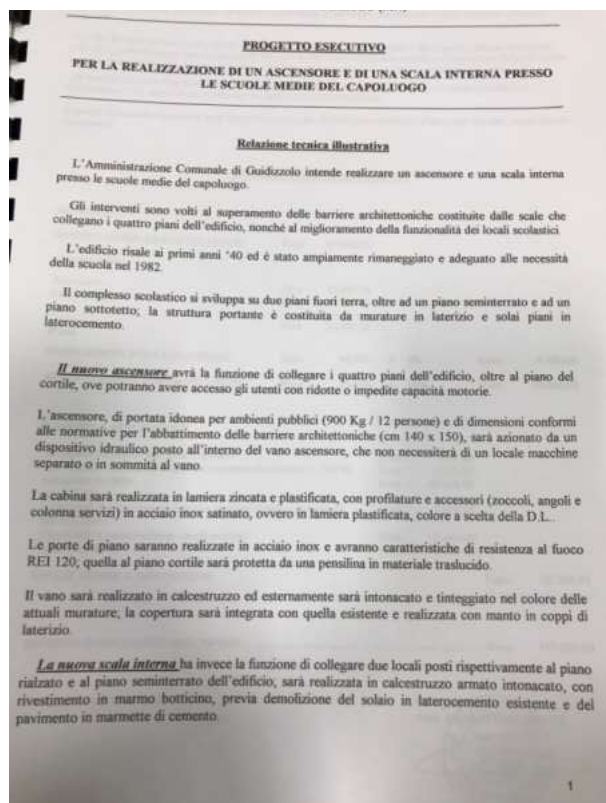 PROGETTO ESECUTIVO
PER LA REALIZZAZIONE DI UN ASCENSORE E DI UNA SCALA INTERNA PRESSO
LE SCUOLE MEDIE DEL CAPOLUOGO
Relazione tecnica illustrativa
L'Amministrazione Comunale di Guidizzolo intende realizzare un ascensore e una scala interna
presso le scuole medie del capoluogo.
Gli interventi sono volti al superamento delle barriere architettoniche costituite dalle scale che
collegano i quattro piani dell'edificio, nonché al miglioramento della funzionalità dei locali scolastici.
L'edificio risale ai primi anni '40 ed è stato ampiamente rimaneggiato e adeguato alle necessità
della scuola nel 1982.
Il complesso scolastico si sviluppa su due piani fuori terra, oltre ad un piano seminterrato e ad un
piano sottotetto; la struttura portante è costituita da murature in laterizio e solai piani in
laterocemento.
Il nuovo ascensore avrà la funzione di collegare i quattro piani dell'edificio, oltre al piano del
cortile, ove potranno avere accesso gli utenti con ridotte o impedite capacità motorie.
L'ascensore, di portata idonea per ambienti pubblici (900 Kg / 12 persone) e di dimensioni conformi
alle normative per l'abbattimento delle barriere architettoniche (cm 140 x 150), sarà azionato da un
dispositivo idraulico posto all'interno del vano ascensore, che non necessiterà di un locale macchine
separato o in sommità al vano.
La cabina sarà realizzata in lamiera zincata e plastificata, con profilature e accessori (zoccoli, angoli e
colonna servizi) in acciaio inox satinato, ovvero in lamiera plastificata, colore a scelta della D.L..
Le porte di piano saranno realizzate in acciaio inox e avranno caratteristiche di resistenza al fuoco
REI 120; quella al piano cortile sarà protetta da una pensilina in materiale traslucido.
Il vano sarà realizzato in calcestruzzo ed esternamente sarà intonacato e tinteggiato nel colore delle
attuali murature; la copertura sarà integrata con quella esistente e realizzata con manto in coppi di
laterizio.
La nuova scala interna ha invece la funzione di collegare due locali posti rispettivamente al piano
rialzato e al piano seminterrato dell'edificio; sarà realizzata in calcestruzzo armato intonacato, con
rivestimento in marmo botticino, previa demolizione del solaio in laterocemento esistente e del
pavimento in marmette di cemento.
1